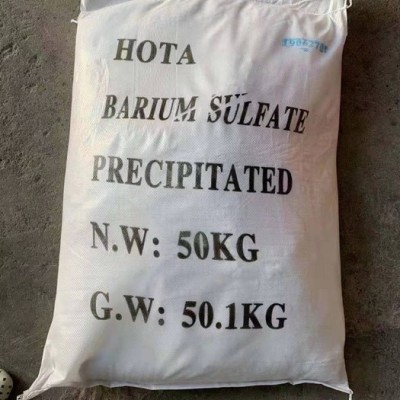 HOTA
BARIUM SULFATE
PRECIPITATED
N.W: 50KG
G.W: 50.1KG